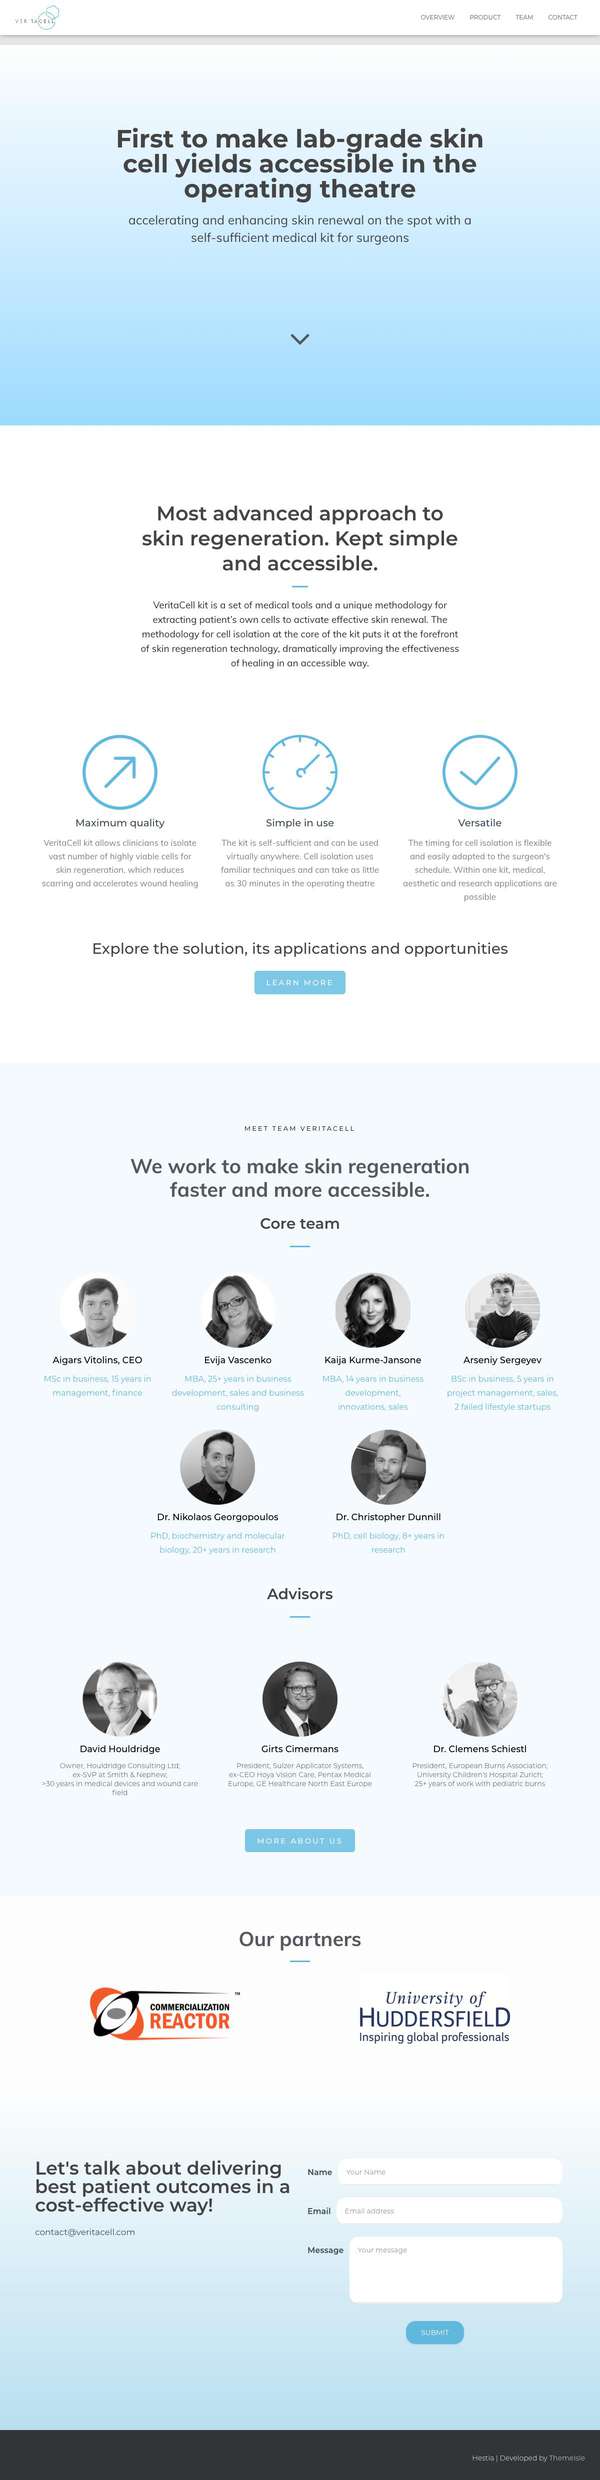 VERITACELL
OVERVIEW PRODUCT TEAM CONTACT
First to make lab-grade skin
cell yields accessible in the
operating theatre
accelerating and enhancing skin renewal on the spot with a
self-sufficient medical kit for surgeons
Most advanced approach to
skin regeneration. Kept simple
and accessible.
VeritaCell kit is a set of medical tools and a unique methodology for
extracting patient's own cells to activate effective skin renewal. The
methodology for cell isolation at the core of the kit puts it at the forefront
of skin regeneration technology, dramatically improving the effectiveness
of healing in an accessible way.
Maximum quality
VeritaCell kit allows clinicians to isolate
vast number of highly viable cells for
skin regeneration, which reduces
scarring and accelerates wound healing
Simple in use
The kit is self-sufficient and can be used
virtually anywhere. Cell isolation uses
familiar techniques and can take as little
as 30 minutes in the operating theatre
Versatile
The timing for cell isolation is flexible
and easily adapted to the surgeon's
schedule. Within one kit, medical,
aesthetic and research applications are
possible
Explore the solution, its applications and opportunities
LEARN MORE
MEET TEAM VERITACELL
We work to make skin regeneration
faster and more accessible.
Core team
Aigars Vitolins, CEO
MSc in business, 15 years in
management, finance
Evija Vascenko
MBA, 25+ years in business
development, sales and business
consulting
Kaija Kurme-Jansone
MBA, 14 years in business
development,
innovations, sales
Arseniy Sergeyev
BSc in business, 5 years in
project management, sales,
2 failed lifestyle startups
Dr. Nikolaos Georgopoulos
PhD, biochemistry and molecular
biology, 20+ years in research
Dr. Christopher Dunnill
PhD, cell biology, 8+ years in
research
Advisors
David Houldridge
Owner, Houldridge Consulting Ltd;
ex-SVP at Smith & Nephew;
>30 years in medical devices and wound care
field
Girts Cimermans
President, Sulzer Applicator Systems,
ex-CEO Hoya Vision Care, Pentax Medical
Europe, GE Healthcare North East Europe
Dr. Clemens Schiestl
President, European Burns Association;
University Children's Hospital Zurich;
25+ years of work with pediatric burns
MORE ABOUT US
Our partners
COMMERCIALIZATION
REACTOR
TM
University of
HUDDERSFIELD
Inspiring global professionals
Let's talk about delivering
best patient outcomes in a
cost-effective way!
contact@veritacell.com
Name Your Name
Email Email address
Message Your message
SUBMIT
Hestia | Developed by ThemeIsle